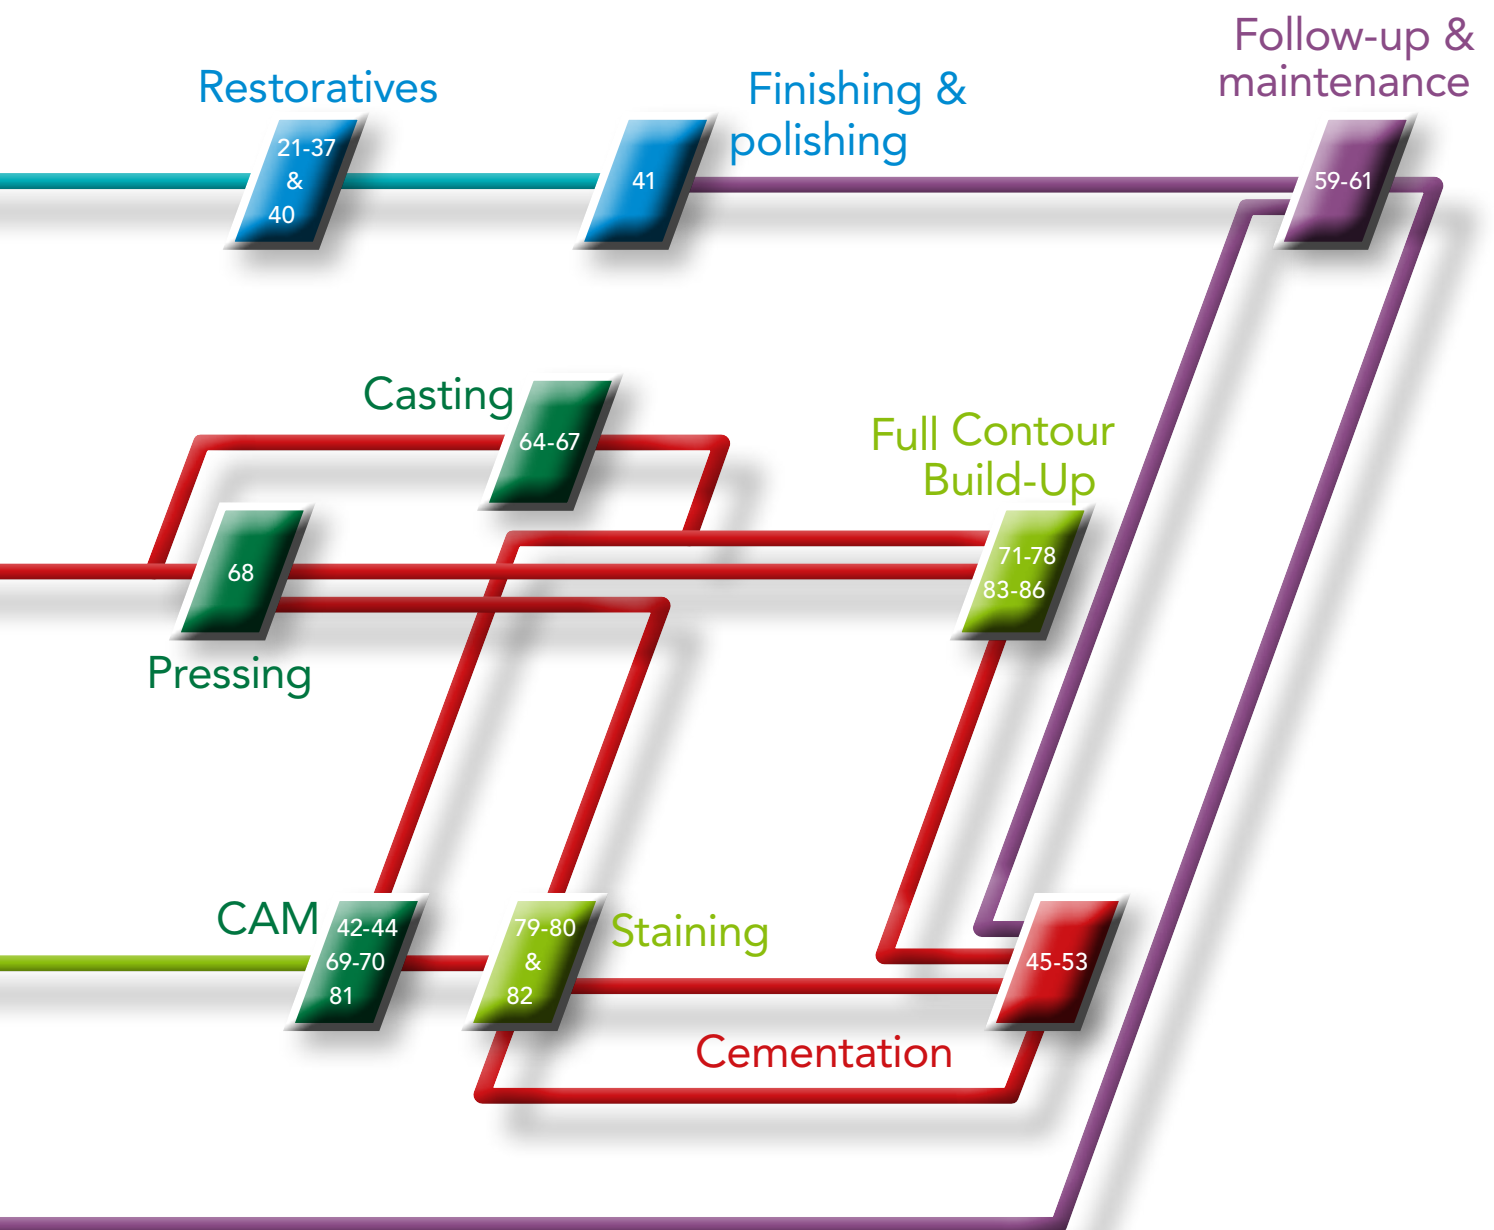 Follow-up &
maintenance
Restoratives
Finishing &
polishing
21-37
&
40
41
59-61
Casting
64-67
Full Contour
Build-Up
68
71-78
83-86
Pressing
CAM
42-44
69-70
81
79-80
&
82
Staining
45-53
Cementation